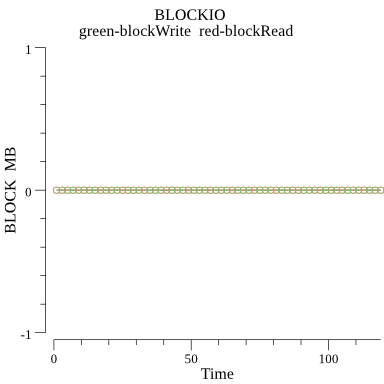 BLOCKIO
green-blockWrite red-blockRead
1
0
-1
BLOCK MB
0 50 100
Time